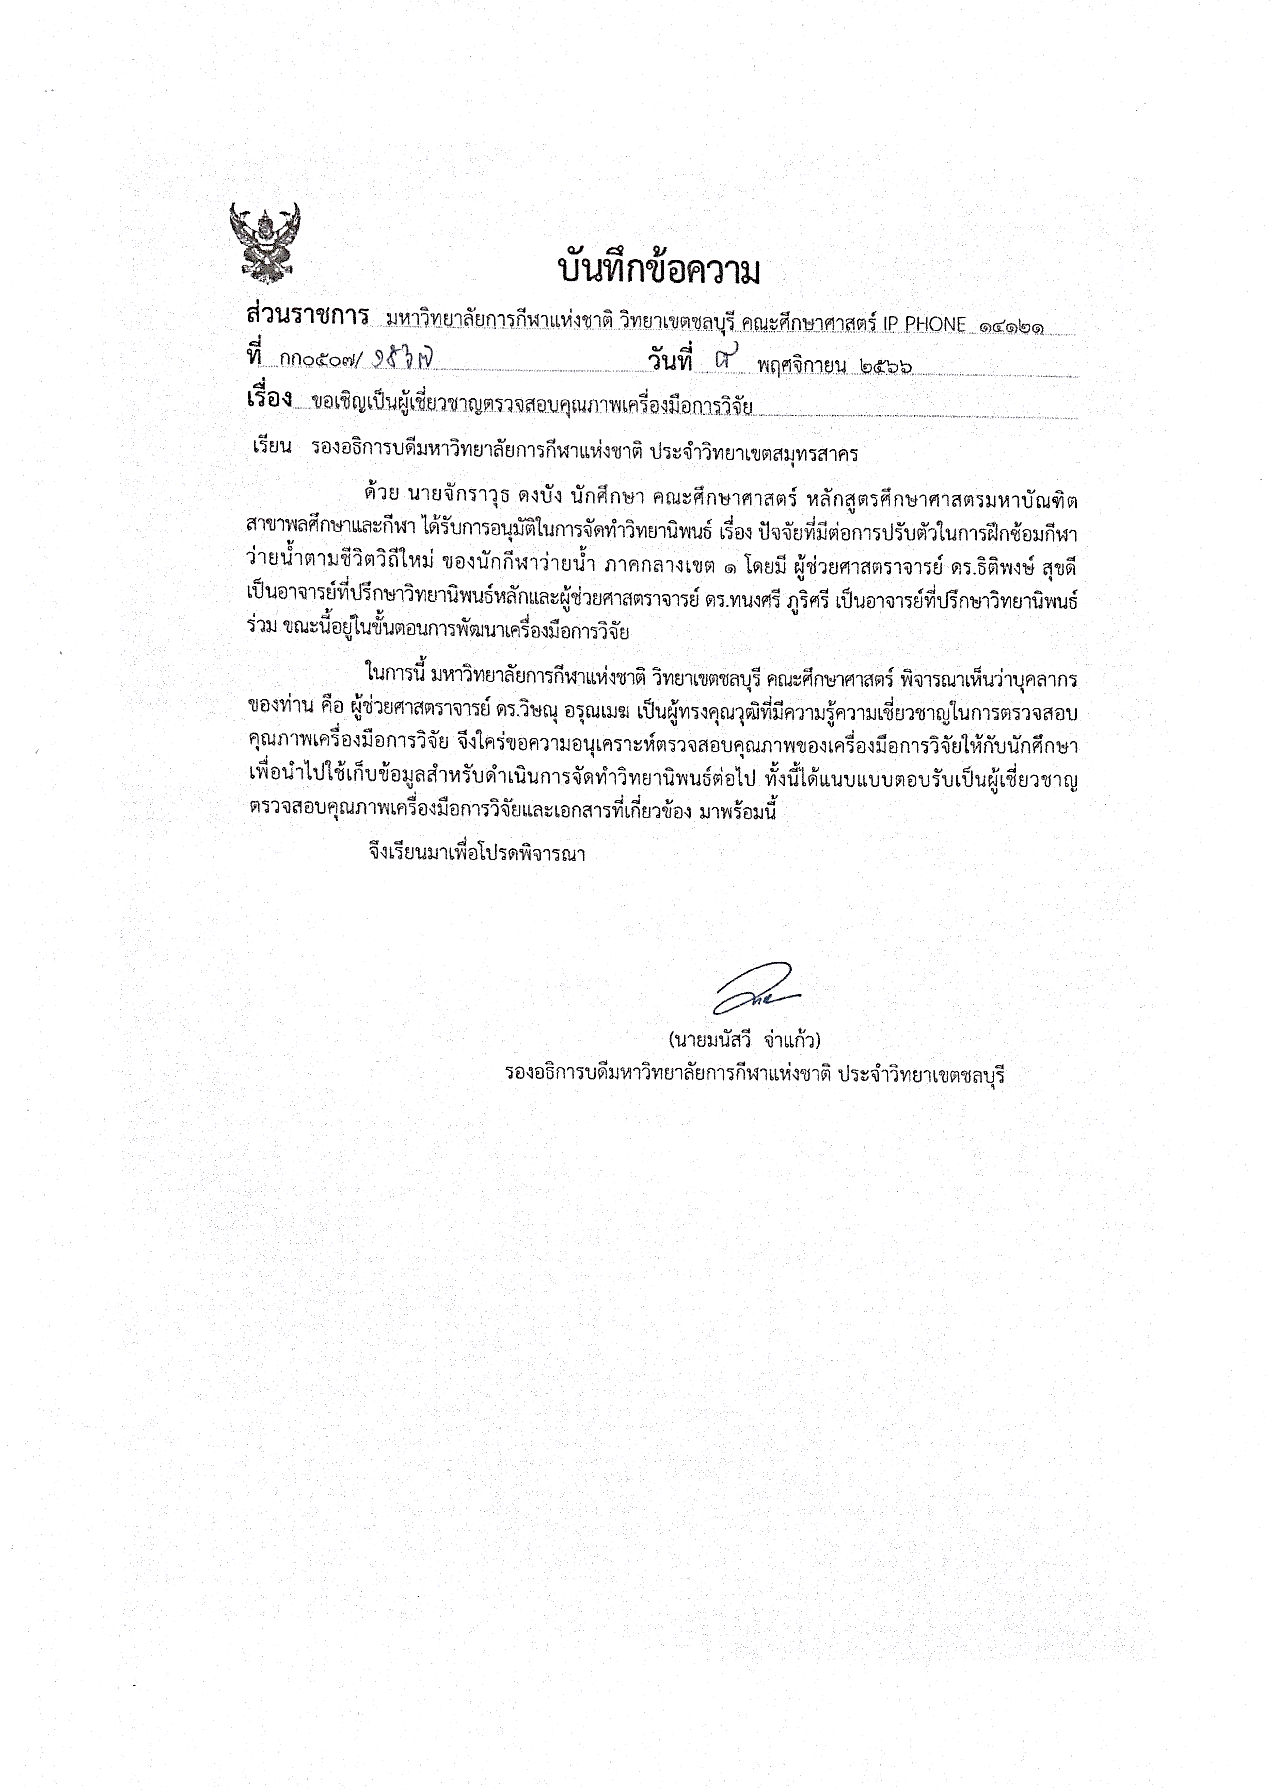 บันทึกข้อความ
ส่วนราชการ มหาวิทยาลัยการกีฬาแห่งชาติ วิทยาเขตชลบุรี คณะศึกษาศาสตร์ IP PHONE ๑๔๑๒๑
ที่ กก๐๕๐๗/ วันที่ ๙ พฤศจิกายน ๒๕๖๖
เรื่อง ขอเชิญเป็นผู้เชี่ยวชาญตรวจสอบคุณภาพเครื่องมือการวิจัย
เรียน รองอธิการบดีมหาวิทยาลัยการกีฬาแห่งชาติ ประจำวิทยาเขตสมุทรสาคร
ด้วย นายจักราวุธ ดงบัง นักศึกษา คณะศึกษาศาสตร์ หลักสูตรศึกษาศาสตรมหาบัณฑิต
สาขาพลศึกษาและกีฬา ได้รับการอนุมัติในการจัดทำวิทยานิพนธ์ เรื่อง ปัจจัยที่มีต่อการปรับตัวในการฝึกซ้อมกีฬา
ว่ายน้ำตามชีวิตวิถีใหม่ ของนักกีฬาว่ายน้ำ ภาคกลางเขต ๑ โดยมี ผู้ช่วยศาสตราจารย์ ดร.ธิติพงษ์ สุขดี
เป็นอาจารย์ที่ปรึกษาวิทยานิพนธ์หลักและผู้ช่วยศาสตราจารย์ ดร.ทนงศรี ภูริศรี เป็นอาจารย์ที่ปรึกษาวิทยานิพนธ์
ร่วม ขณะนี้อยู่ในขั้นตอนการพัฒนาเครื่องมือการวิจัย
ในการนี้ มหาวิทยาลัยการกีฬาแห่งชาติ วิทยาเขตชลบุรี คณะศึกษาศาสตร์ พิจารณาเห็นว่าบุคลากร
ของท่าน คือ ผู้ช่วยศาสตราจารย์ ดร.วิษณุ อรุณเมฆ เป็นผู้ทรงคุณวุฒิที่มีความรู้ความเชี่ยวชาญในการตรวจสอบ
คุณภาพเครื่องมือการวิจัย จึงใคร่ขอความอนุเคราะห์ตรวจสอบคุณภาพของเครื่องมือการวิจัยให้กับนักศึกษา
เพื่อนำไปใช้เก็บข้อมูลสำหรับดำเนินการจัดทำวิทยานิพนธ์ต่อไป ทั้งนี้ได้แนบแบบตอบรับเป็นผู้เชี่ยวชาญ
ตรวจสอบคุณภาพเครื่องมือการวิจัยและเอกสารที่เกี่ยวข้อง มาพร้อมนี้
จึงเรียนมาเพื่อโปรดพิจารณา
(นายมนัสวี จ่าแก้ว)
รองอธิการบดีมหาวิทยาลัยการกีฬาแห่งชาติ ประจำวิทยาเขตชลบุรี